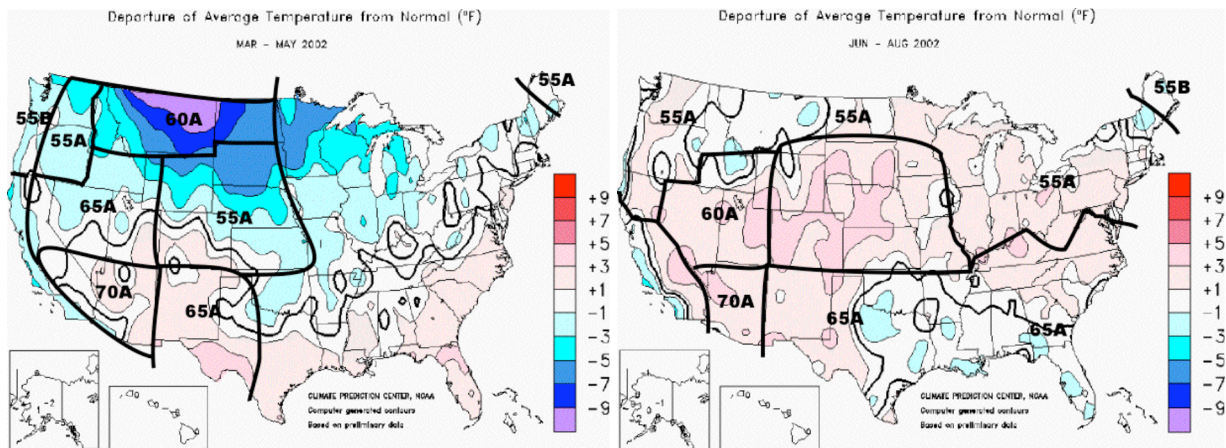 Departure of Average Temperature from Normal (°F)
MAR - MAY 2002
55A
60A
55B
55A
65A
55A
70A
65A
+9
+7
+5
+3
+1
-1
-3
-5
-7
-9
CLIMATE PREDICTION CENTER, NOAA
Computer generated contours
Based on preliminary data
Departure of Average Temperature from Normal (°F)
JUN - AUG 2002
55B
55A
55A
55A
60A
70A
65A
65A
+9
+7
+5
+3
+1
-1
-3
-5
-7
-9
CLIMATE PREDICTION CENTER, NOAA
Computer generated contours
Based on preliminary data